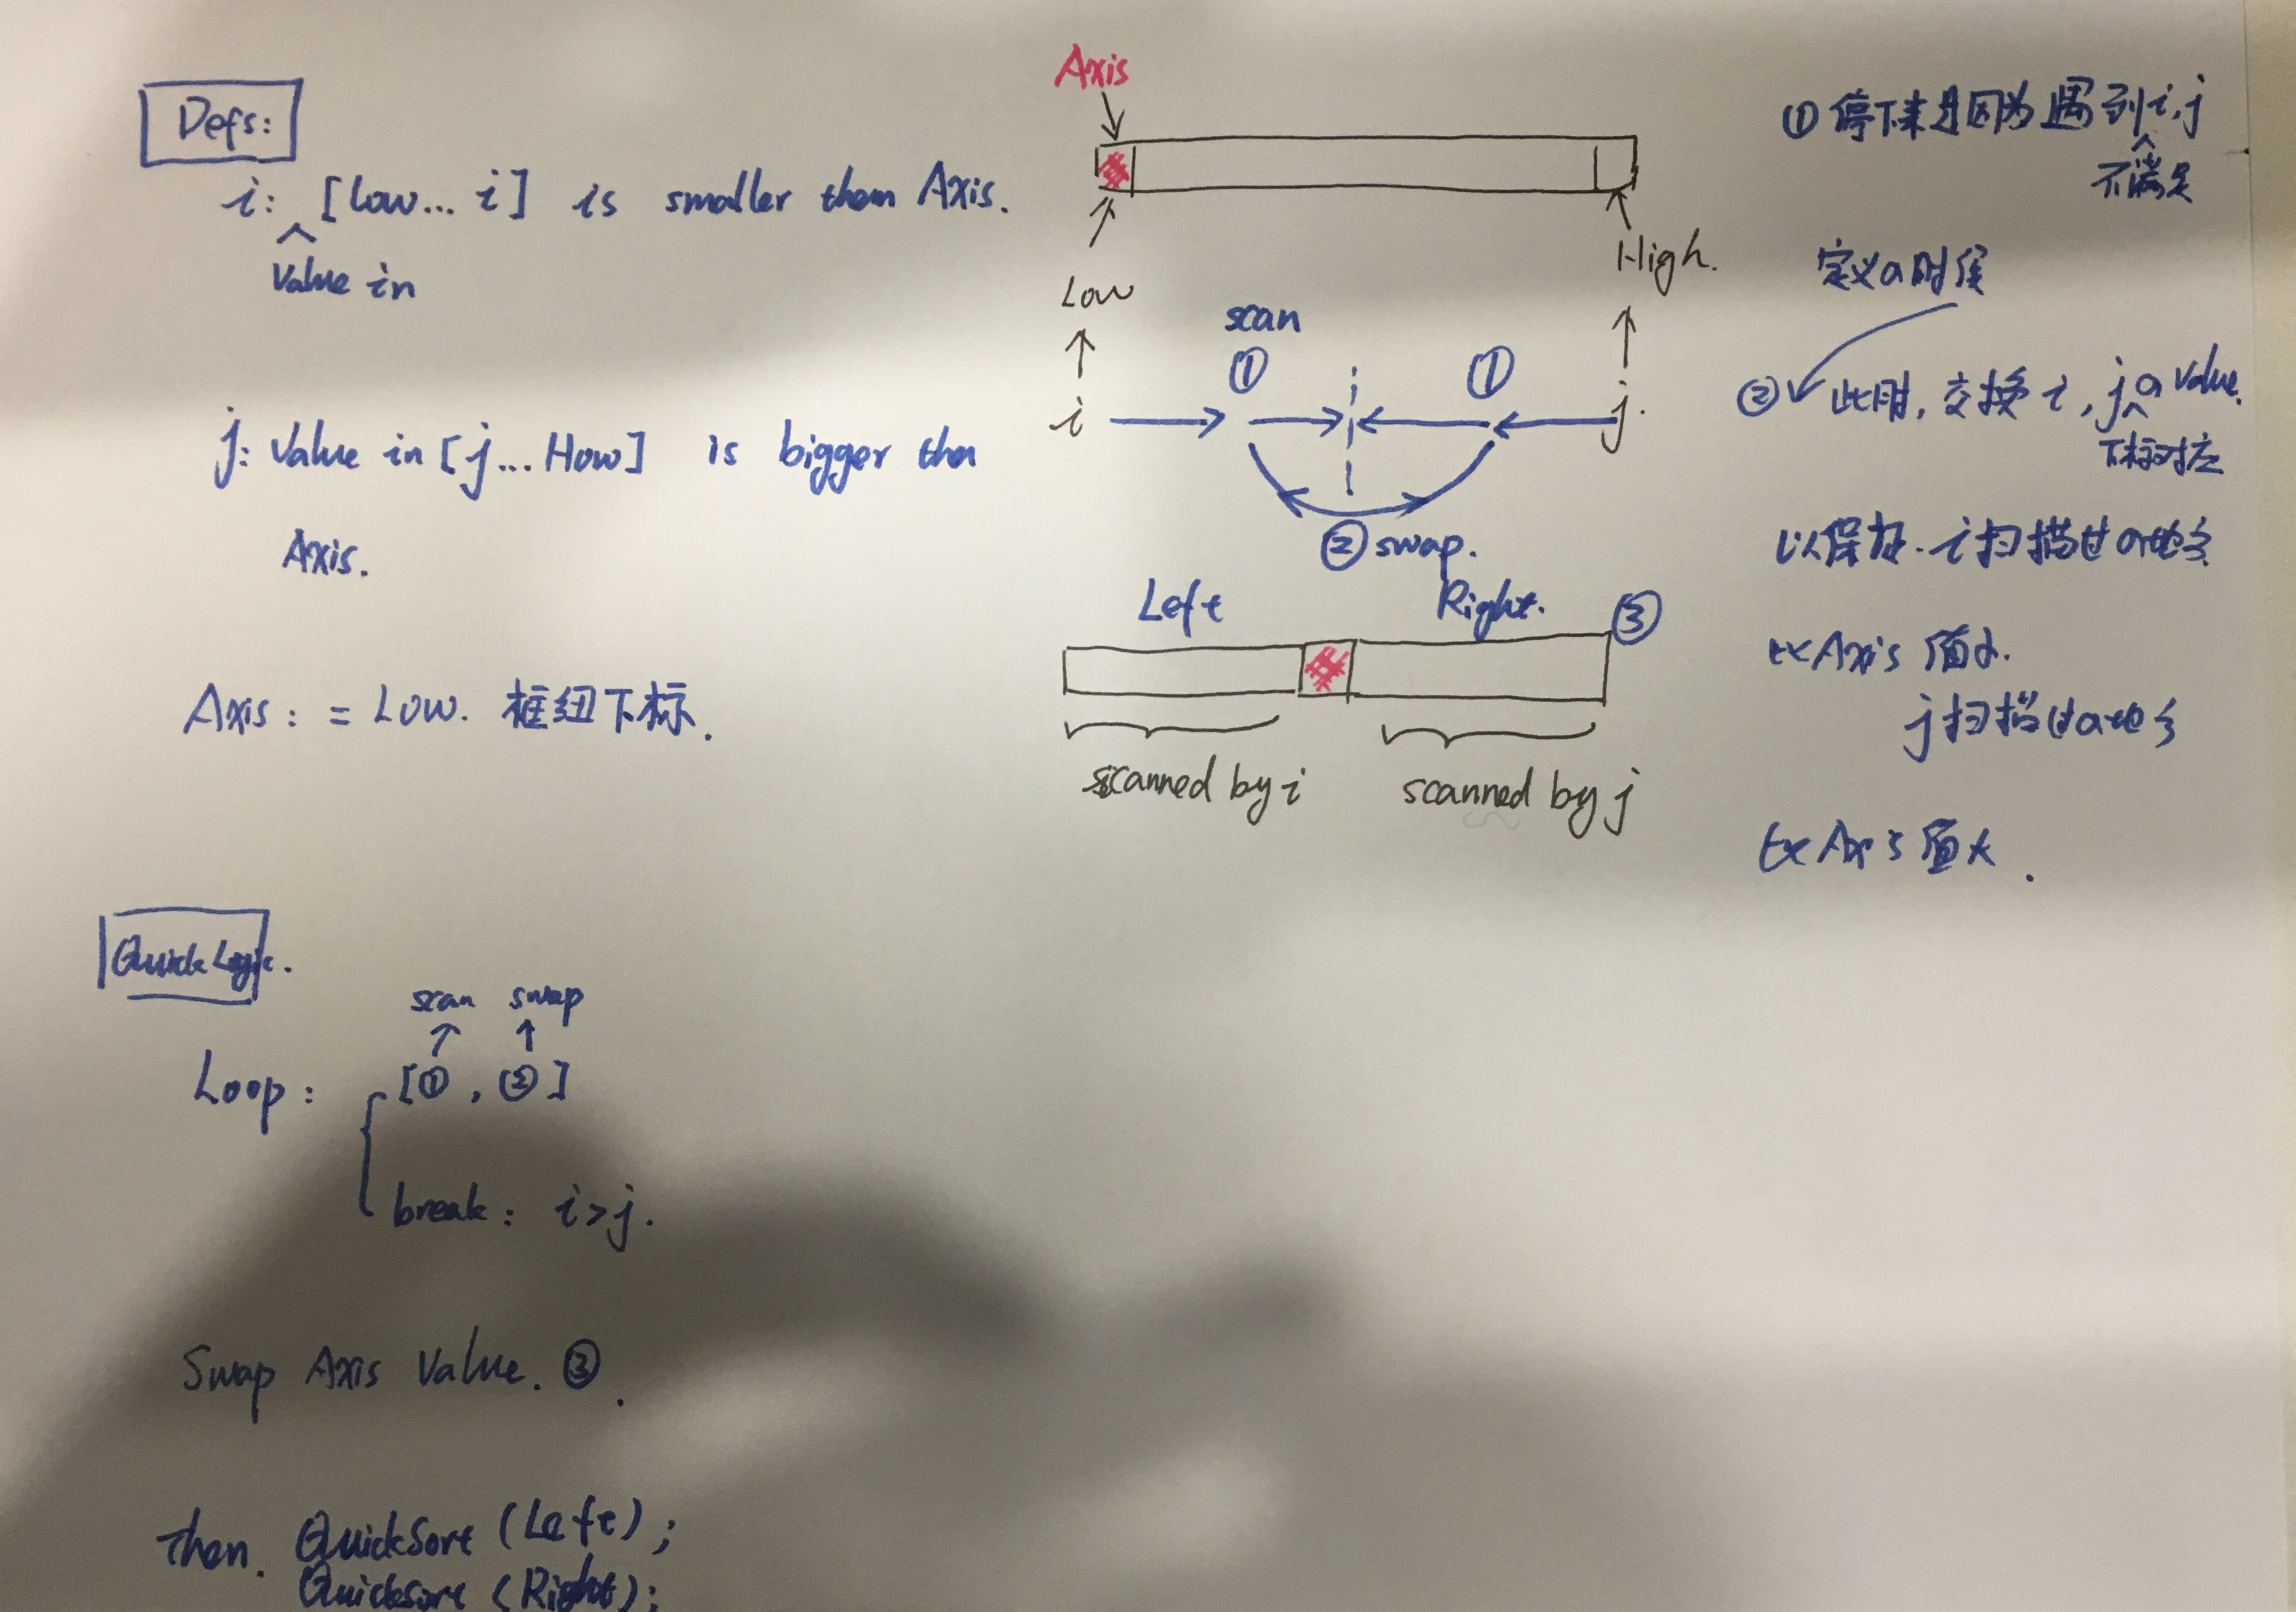 Defs:
i: [Low... i] is smaller than Axis.
^
Value in
j: Value in [j... How] is bigger than
Axis.
Axis: = Low. 枢纽下标.
Quick Logic.
scan swap
Loop: [①, ②]
break: i>j.
Swap Axis Value. ③.
then. QuickSort (Left);
QuickSort (Right);
Axis
Low
High.
scan
① ①
i j.
② swap.
Left Right. ③
scanned by i scanned by j
① 停下来是因为遇到i,j
不满足
定义a时候
② 此时, 交换 i, j a value.
下标对应
以保证. i扫描过a地方
比Axis 值小.
j扫描过a地方
比Axis值大.